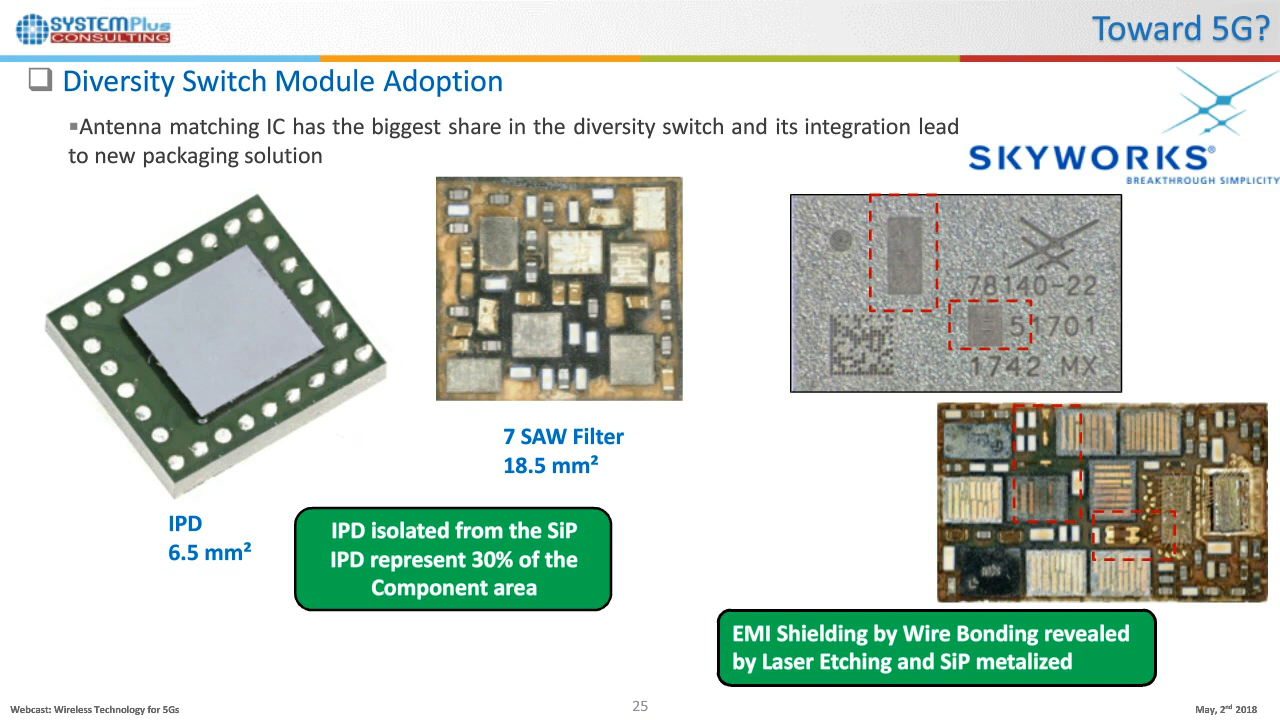 SYSTEMPlus
CONSULTING
Toward 5G?
Diversity Switch Module Adoption
Antenna matching IC has the biggest share in the diversity switch and its integration lead
to new packaging solution
SKYWORKS®
BREAKTHROUGH SIMPLICITY
78140-22
51701
1742 MX
7 SAW Filter
18.5 mm²
IPD
6.5 mm²
IPD isolated from the SiP
IPD represent 30% of the
Component area
EMI Shielding by Wire Bonding revealed
by Laser Etching and SiP metalized
Webcast: Wireless Technology for 5Gs
25
May, 2nd 2018